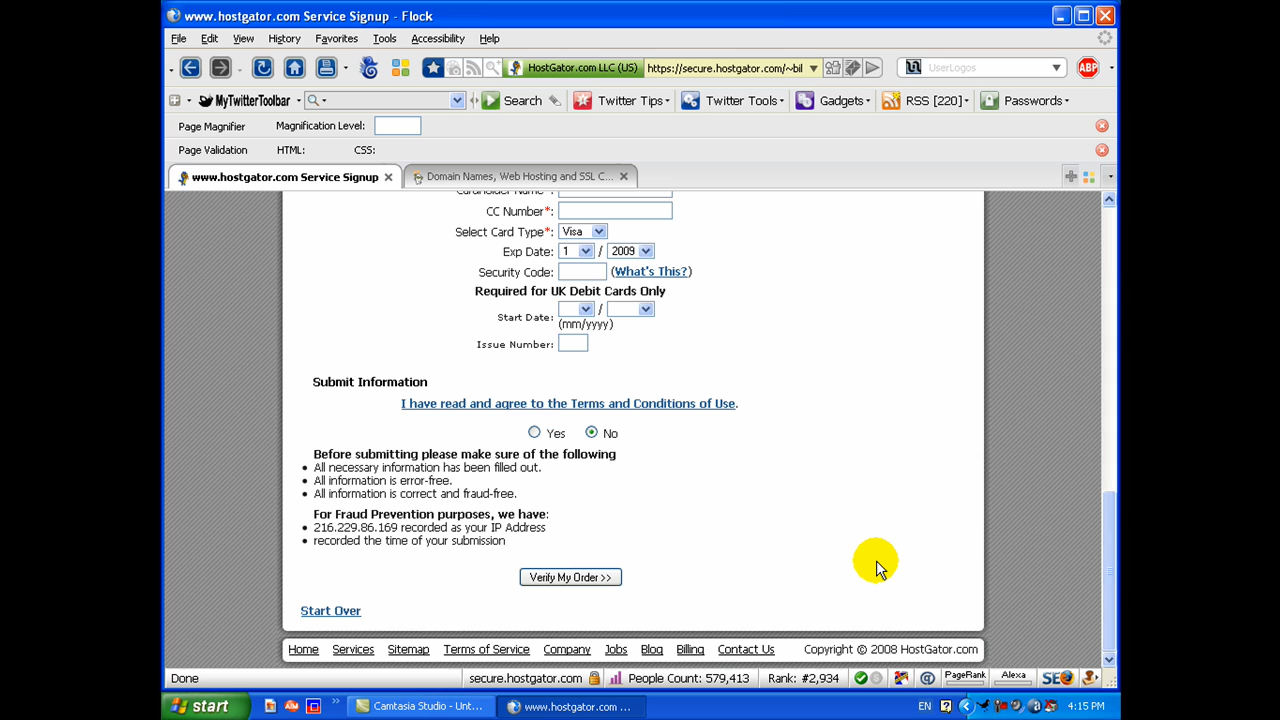 www.hostgator.com Service Signup - Flock
File Edit View History Favorites Tools Accessibility Help
HostGator.com LLC (US) https://secure.hostgator.com/~bil UserLogos ABP
MyTwitterToolbar Search Twitter Tips Twitter Tools Gadgets RSS [220] Passwords
Page Magnifier Magnification Level:
Page Validation HTML: CSS:
www.hostgator.com Service Signup Domain Names, Web Hosting and SSL C...
Cardholder Name*:
CC Number*:
Select Card Type*: Visa
Exp Date: 1 / 2009
Security Code: (What's This?)
Required for UK Debit Cards Only
Start Date: /
(mm/yyyy)
Issue Number:
Submit Information
I have read and agree to the Terms and Conditions of Use.
Yes No
Before submitting please make sure of the following
• All necessary information has been filled out.
• All information is error-free.
• All information is correct and fraud-free.
For Fraud Prevention purposes, we have:
• 216.229.86.169 recorded as your IP Address
• recorded the time of your submission
Verify My Order >>
Start Over
Home Services Sitemap Terms of Service Company Jobs Blog Billing Contact Us Copyright © 2008 HostGator.com
Done secure.hostgator.com People Count: 579,413 Rank: #2,934 PageRank Alexa SEO
start Camtasia Studio - Unt... www.hostgator.com ... EN 4:15 PM